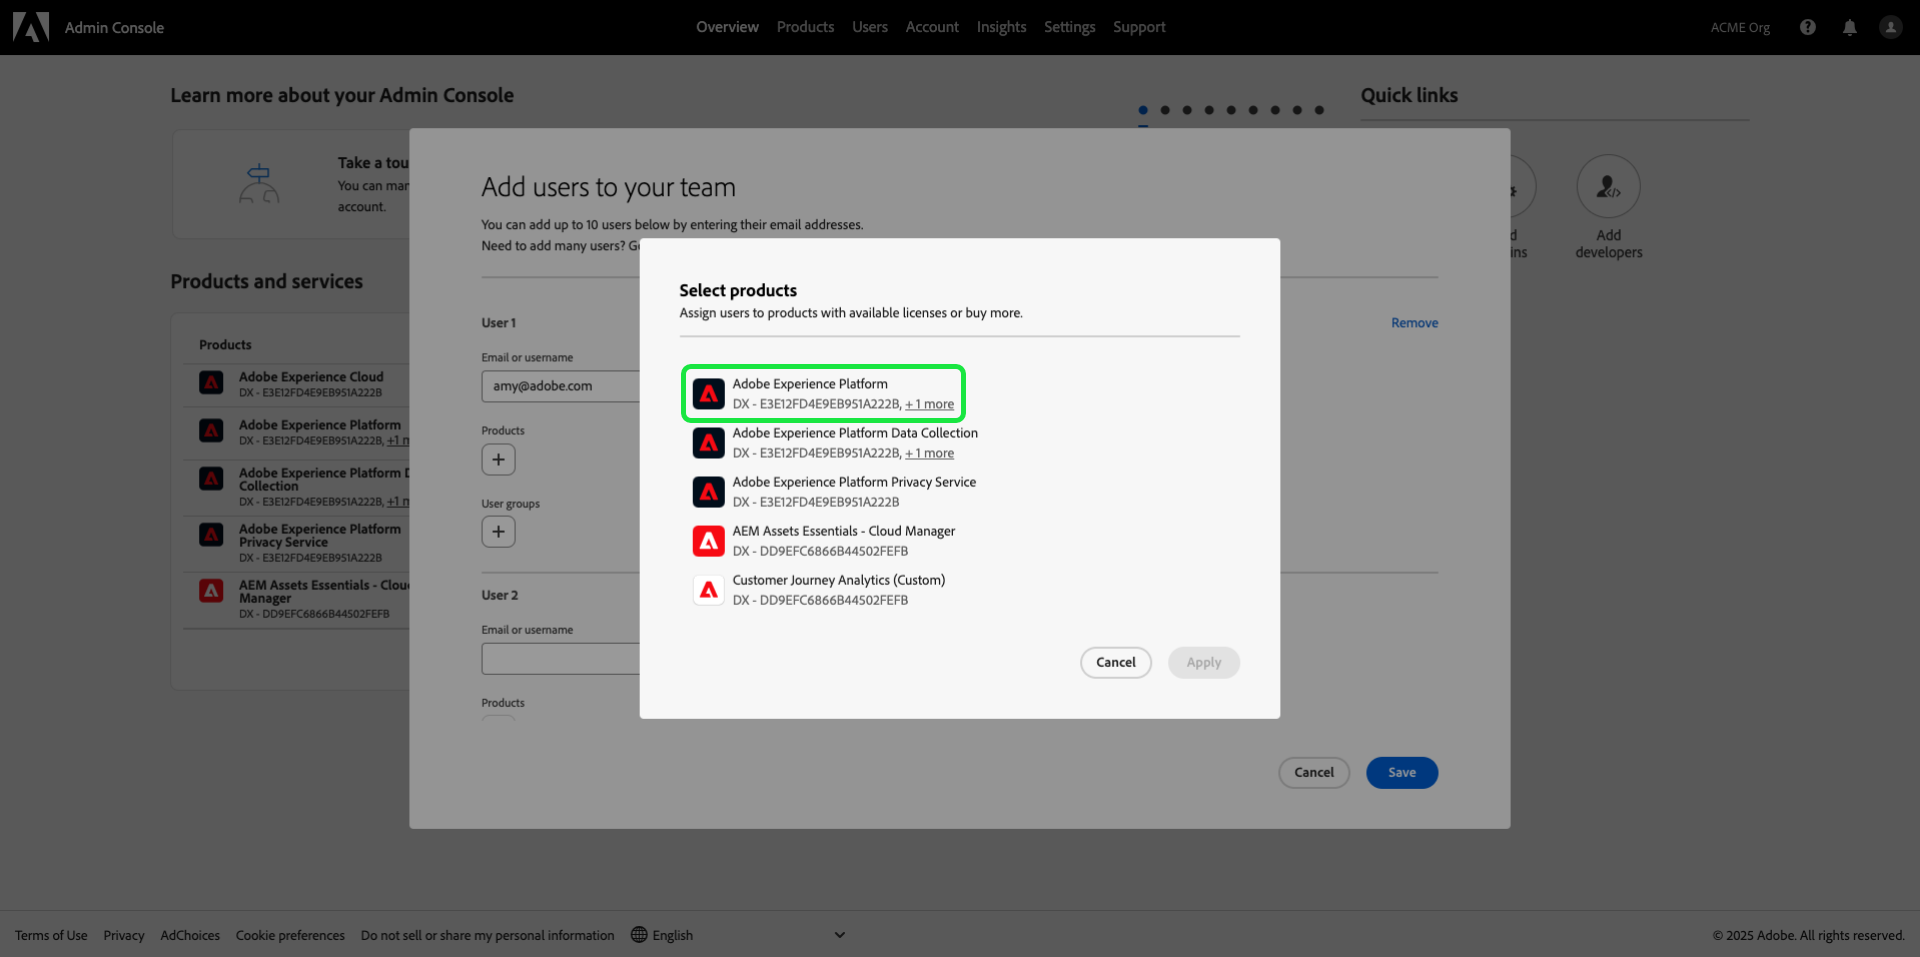 Admin Console
Overview Products Users Account Insights Settings Support
ACME Org
Learn more about your Admin Console
Quick links
Take a tou
You can mar
account.
Add
developers
Products and services
Products
Adobe Experience Cloud
DX - E3E12FD4E9EB951A222B
Adobe Experience Platform
DX - E3E12FD4E9EB951A222B, +1 m
Adobe Experience Platform D
Collection
DX - E3E12FD4E9EB951A222B, +1 m
Adobe Experience Platform
Privacy Service
DX - E3E12FD4E9EB951A222B
AEM Assets Essentials - Clou
Manager
DX - DD9EFC6866B44502FEFB
Add users to your team
You can add up to 10 users below by entering their email addresses.
Need to add many users?
User 1
Remove
Email or username
amy@adobe.com
Products
User groups
User 2
Email or username
Products
Cancel Save
Select products
Assign users to products with available licenses or buy more.
Adobe Experience Platform
DX - E3E12FD4E9EB951A222B, + 1 more
Adobe Experience Platform Data Collection
DX - E3E12FD4E9EB951A222B, + 1 more
Adobe Experience Platform Privacy Service
DX - E3E12FD4E9EB951A222B
AEM Assets Essentials - Cloud Manager
DX - DD9EFC6866B44502FEFB
Customer Journey Analytics (Custom)
DX - DD9EFC6866B44502FEFB
Cancel Apply
Terms of Use Privacy AdChoices Cookie preferences Do not sell or share my personal information English
© 2025 Adobe. All rights reserved.